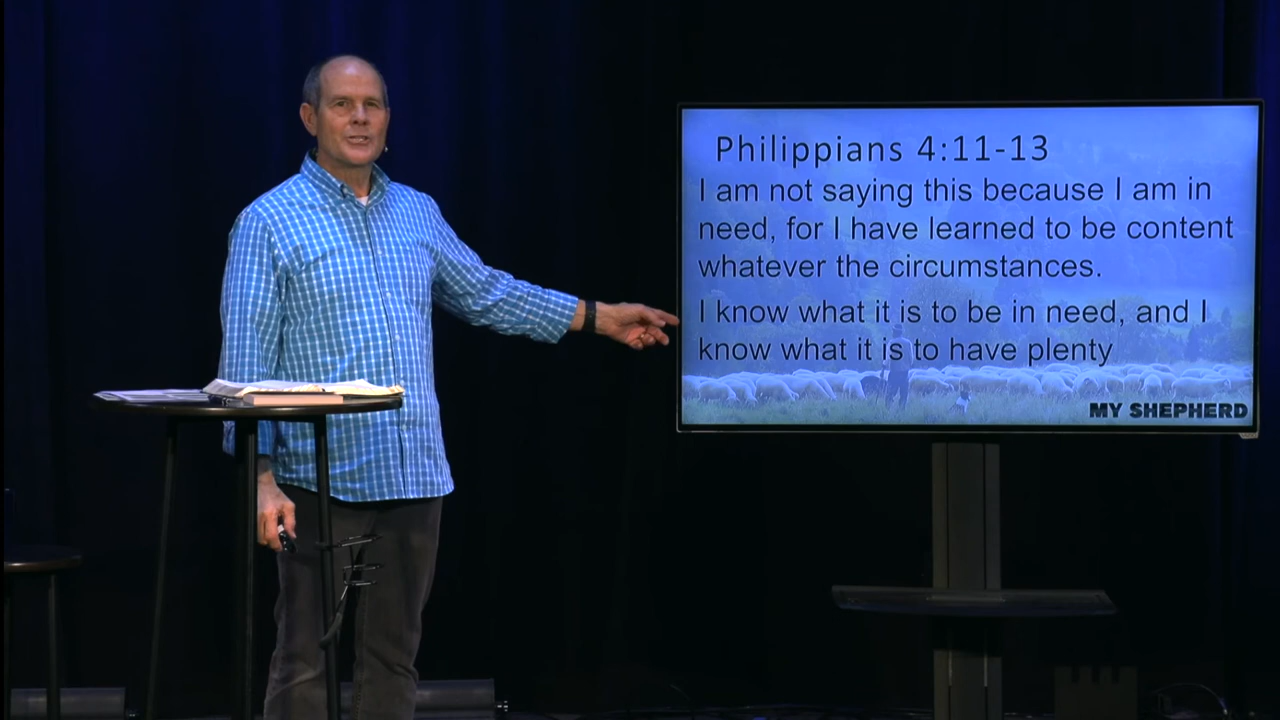 Philippians 4:11-13
I am not saying this because I am in
need, for I have learned to be content
whatever the circumstances.
I know what it is to be in need, and I
know what it is to have plenty
MY SHEPHERD